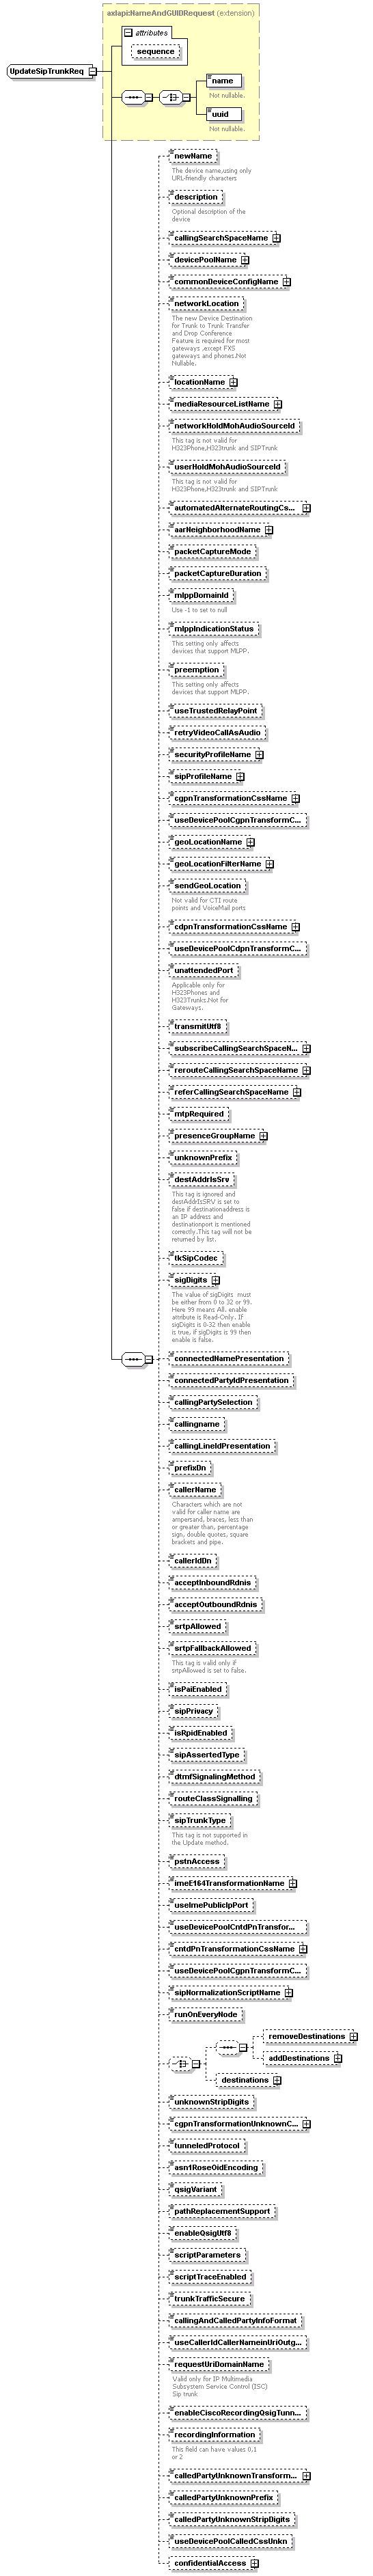 axlapi:NameAndGUIDRequest (extension)
attributes
sequence
UpdateSipTrunkReq
name
Not nullable.
uuid
Not nullable.
newName
The device name,using only
URL-friendly characters
description
Optional description of the
device
callingSearchSpaceName
devicePoolName
commonDeviceConfigName
networkLocation
The new Device Destination
for Trunk to Trunk Transfer
and Drop Conference
Feature is required for most
gateways ,except FXS
gateways and phones.Not
Nullable.
locationName
mediaResourceListName
networkHoldMohAudioSourceId
This tag is not valid for
H323Phone,H323trunk and SIPTrunk
userHoldMohAudioSourceId
This tag is not valid for
H323Phone,H323trunk and SIPTrunk
automatedAlternateRoutingCs...
aarNeighborhoodName
packetCaptureMode
packetCaptureDuration
mlppDomainId
Use -1 to set to null
mlppIndicationStatus
This setting only affects
devices that support MLPP.
preemption
This setting only affects
devices that support MLPP.
useTrustedRelayPoint
retryVideoCallAsAudio
securityProfileName
sipProfileName
cgpnTransformationCssName
useDevicePoolCgpnTransformC...
geoLocationName
geoLocationFilterName
sendGeoLocation
Not valid for CTI route
points and VoiceMail ports
cdpnTransformationCssName
useDevicePoolCdpnTransformC...
unattendedPort
Applicable only for
H323Phones and
H323Trunks.Not for
Gateways.
transmitUtf8
subscribeCallingSearchSpaceN...
rerouteCallingSearchSpaceName
referCallingSearchSpaceName
mtpRequired
presenceGroupName
unknownPrefix
destAddrIsSrv
This tag is ignored and
destAddrIsSRV is set to
false if destinationaddress is
an IP address and
destinationport is mentioned
correctly.This tag will not be
returned by list.
tkSipCodec
sigDigits
The value of sigDigits must
be either from 0 to 32 or 99.
Here 99 means All. enable
attribute is Read-Only. If
sigDigits is 0-32 then enable
is true, if sigDigits is 99 then
enable is False.
connectedNamePresentation
connectedPartyIdPresentation
callingPartySelection
callingname
callingLineIdPresentation
prefixDn
callerName
Characters which are not
valid for caller name are
ampersand, braces, less than
or greater than, percentage
sign, double quotes, square
brackets and pipe.
callerIdDn
acceptInboundRdnis
acceptOutboundRdnis
srtpAllowed
srtpFallbackAllowed
This tag is valid only if
srtpAllowed is set to False.
isPaiEnabled
sipPrivacy
isRpidEnabled
sipAssertedType
dtmfSignalingMethod
routeClassSignalling
sipTrunkType
This tag is not supported in
the Update method.
pstnAccess
imeE164TransformationName
useImePublicIpPort
useDevicePoolCntdPnTransfor...
cntdPnTransformationCssName
useDevicePoolCgpnTransformC...
sipNormalizationScriptName
runOnEveryNode
removeDestinations
addDestinations
destinations
unknownStripDigits
cgpnTransformationUnknownC...
tunneledProtocol
asn1RoseOidEncoding
qsigVariant
pathReplacementSupport
enableQsigUtf8
scriptParameters
scriptTraceEnabled
trunkTrafficSecure
callingAndCalledPartyInfoFormat
useCallerIdCallerNameinUriOutg...
requestUriDomainName
Valid only for IP Multimedia
Subsystem Service Control (ISC)
Sip trunk
enableCiscoRecordingQsigTunn...
recordingInformation
This field can have values 0,1
or 2
calledPartyUnknownTransform...
calledPartyUnknownPrefix
calledPartyUnknownStripDigits
useDevicePoolCalledCssUnkn
confidentialAccess